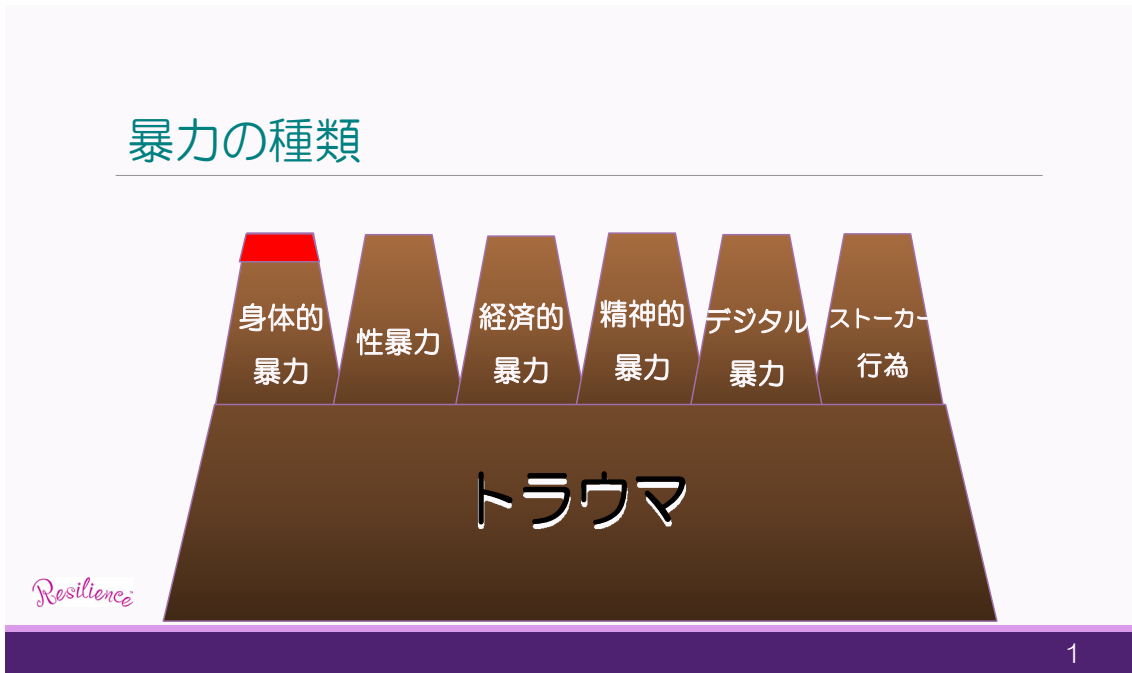 暴力の種類
身体的
暴力
性暴力
経済的
暴力
精神的
暴力
デジタル
暴力
ストーカー
行為
トラウマ
Resilience
1